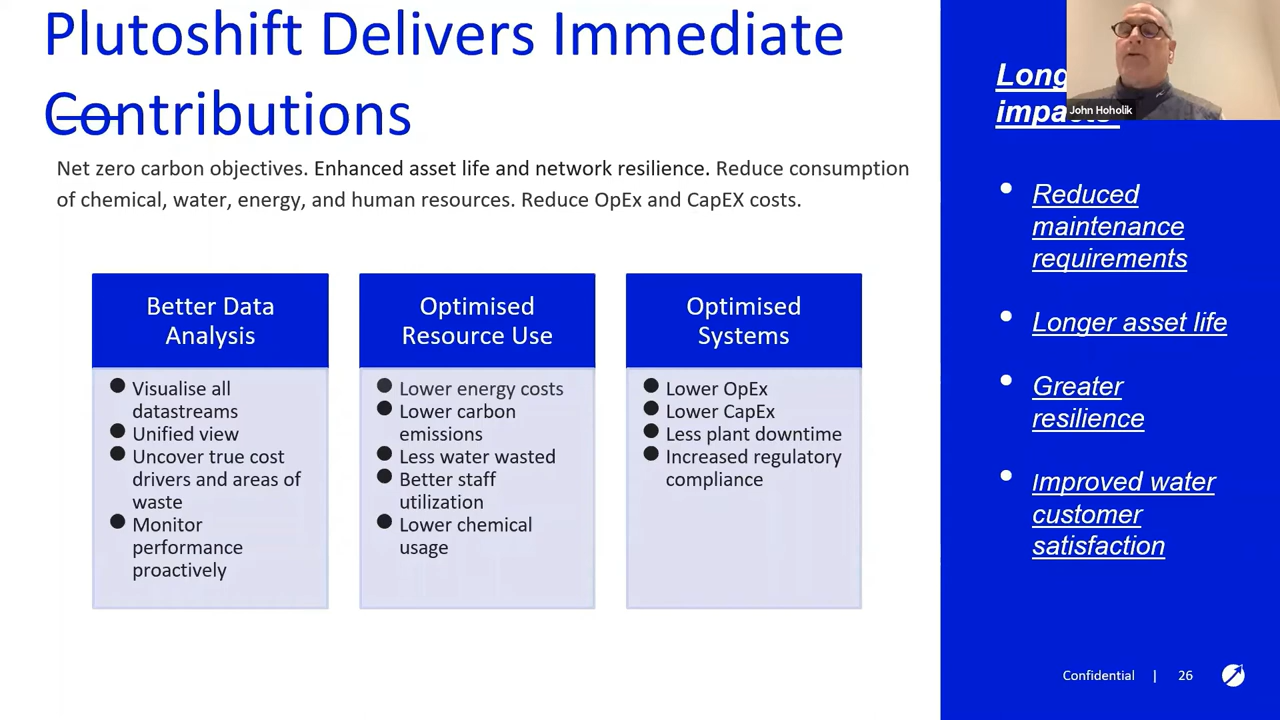 Plutoshift Delivers Immediate
Contributions
Net zero carbon objectives. Enhanced asset life and network resilience. Reduce consumption
of chemical, water, energy, and human resources. Reduce OpEx and CapEX costs.
Better Data
Analysis
Visualise all
datastreams
Unified view
Uncover true cost
drivers and areas of
waste
Monitor
performance
proactively
Optimised
Resource Use
Lower energy costs
Lower carbon
emissions
Less water wasted
Better staff
utilization
Lower chemical
usage
Optimised
Systems
Lower OpEx
Lower CapEx
Less plant downtime
Increased regulatory
compliance
Long
impacts
John Hoholik
Reduced
maintenance
requirements
Longer asset life
Greater
resilience
Improved water
customer
satisfaction
Confidential | 26